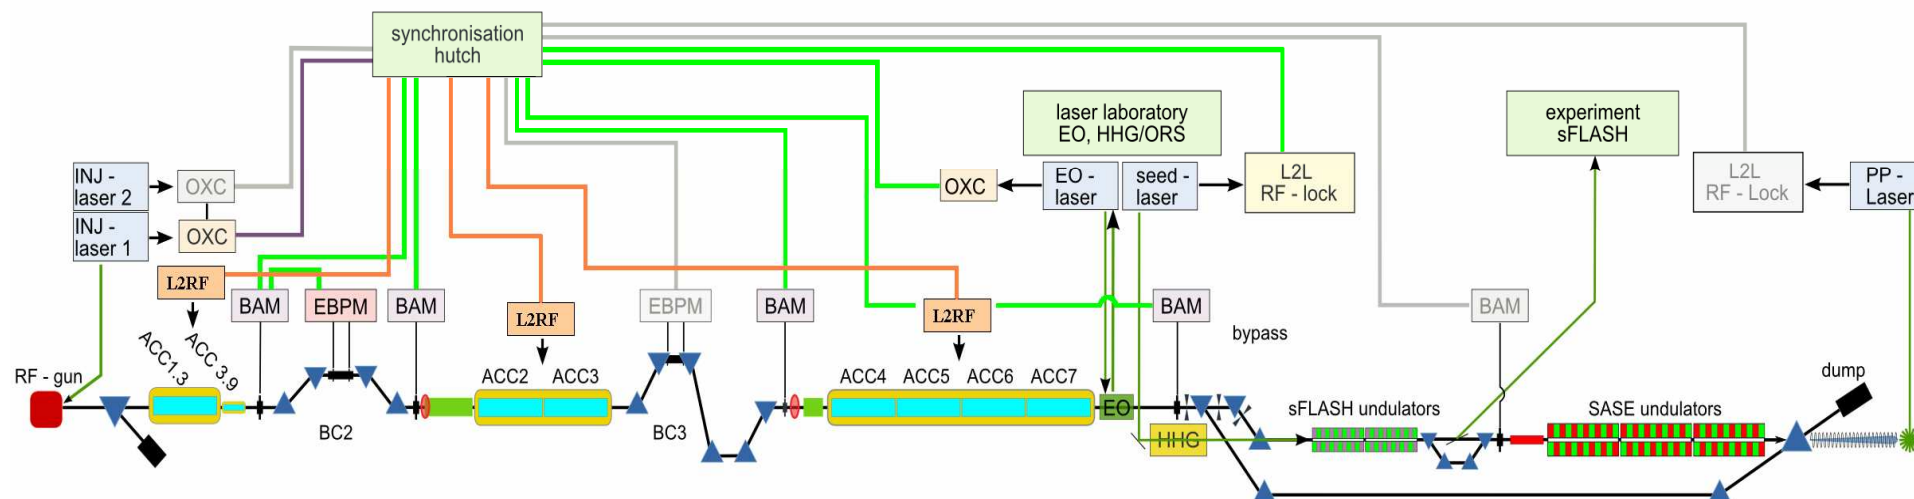 synchronisation
hutch
laser laboratory
EO, HHG/ORS
experiment
sFLASH
INJ -
laser 2
OXC
INJ -
laser 1
OXC
OXC
EO -
laser
seed -
laser
L2L
RF - lock
L2L
RF - Lock
PP -
Laser
L2RF
BAM
EBPM
BAM
L2RF
EBPM
BAM
L2RF
BAM
BAM
bypass
RF - gun
ACC1.3
ACC 3.9
BC2
ACC2
ACC3
BC3
ACC4
ACC5
ACC6
ACC7
EO
HHG
sFLASH undulators
SASE undulators
dump